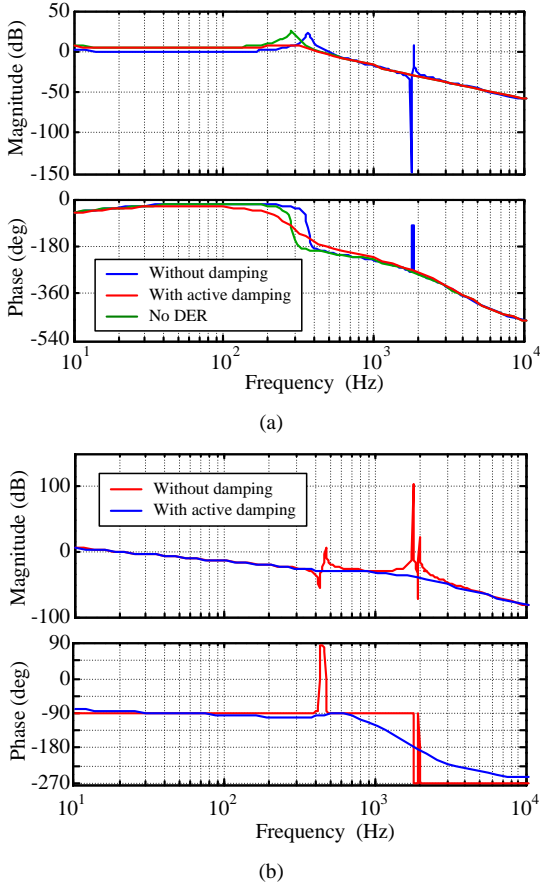 50
0
-50
-100
-150
Magnitude (dB)
0
-180
-360
-540
Phase (deg)
Without damping
With active damping
No DER
10^1
10^2
10^3
10^4
Frequency (Hz)
(a)
100
0
-100
Magnitude (dB)
Without damping
With active damping
90
0
-90
-180
-270
Phase (deg)
10^1
10^2
10^3
10^4
Frequency (Hz)
(b)